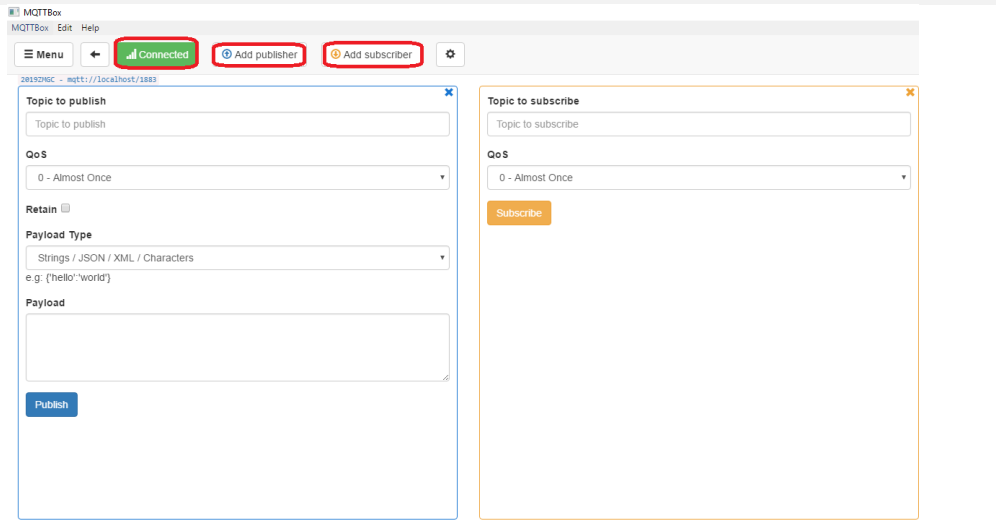 MQTTBox
MQTTBox Edit Help
Menu Connected Add publisher Add subscriber
2019ZMGC - mqtt://localhost/1883
Topic to publish
Topic to publish
QoS
0 - Almost Once
Retain
Payload Type
Strings / JSON / XML / Characters
e.g: {'hello':'world'}
Payload
Publish
Topic to subscribe
Topic to subscribe
QoS
0 - Almost Once
Subscribe